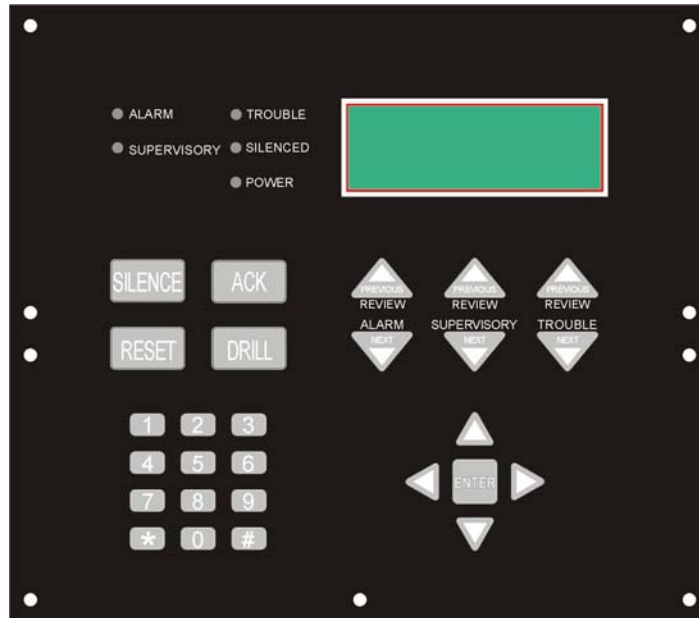 ALARM TROUBLE
SUPERVISORY SILENCED
POWER
SILENCE ACK
PREVIOUS PREVIOUS PREVIOUS
REVIEW REVIEW REVIEW
ALARM SUPERVISORY TROUBLE
NEXT NEXT NEXT
RESET DRILL
1 2 3
4 5 6
7 8 9
* 0 #
ENTER